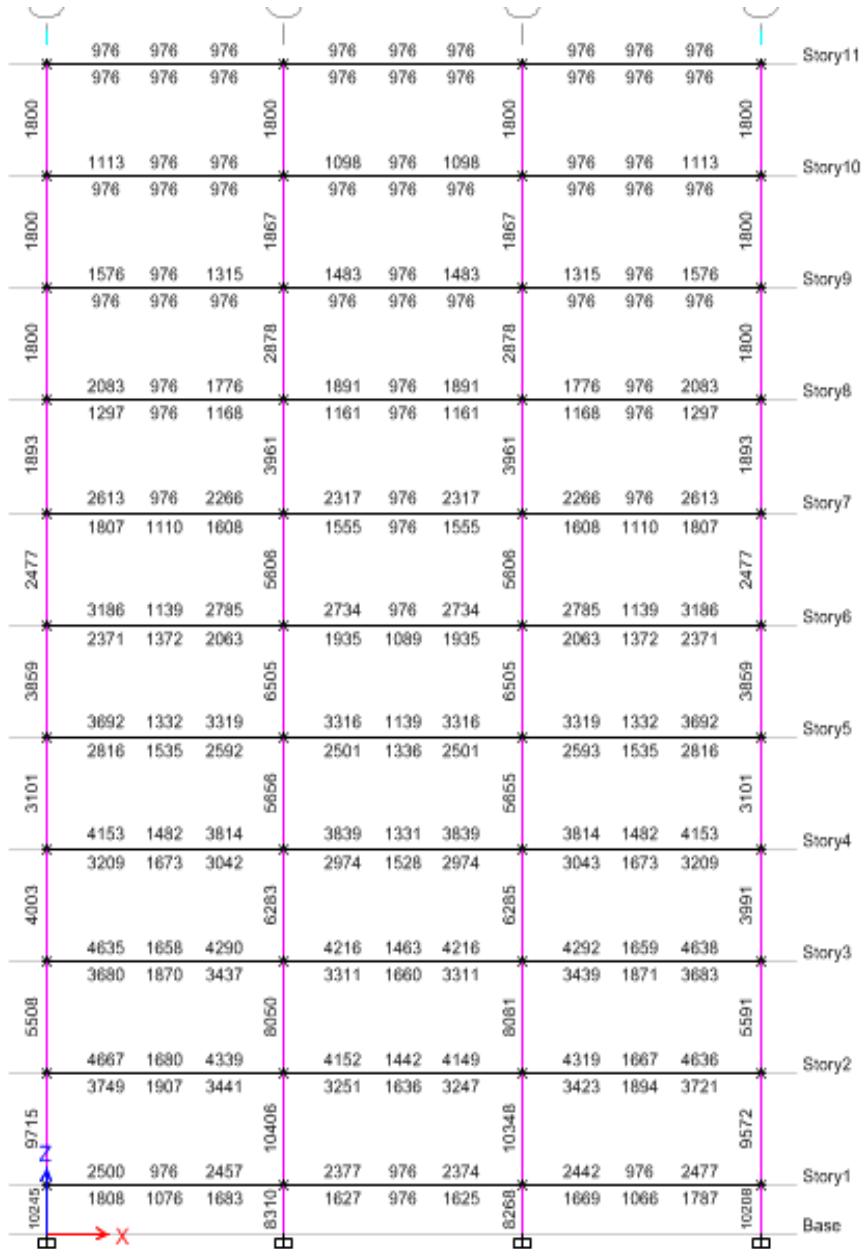 976 976 976 976 976 976 976 976 976 Story11
976 976 976 976 976 976 976 976 976
1800 1800 1800 1800
1113 976 976 1098 976 1098 976 976 1113 Story10
976 976 976 976 976 976 976 976 976
1800 1867 1867 1800
1576 976 1315 1483 976 1483 1315 976 1576 Story9
976 976 976 976 976 976 976 976 976
1800 2878 2878 1800
2083 976 1776 1891 976 1891 1776 976 2083 Story8
1297 976 1168 1161 976 1161 1168 976 1297
1893 3961 3961 1893
2613 976 2266 2317 976 2317 2266 976 2613 Story7
1807 1110 1608 1555 976 1555 1608 1110 1807
2477 5606 5606 2477
3186 1139 2785 2734 976 2734 2785 1139 3186 Story6
2371 1372 2063 1935 1089 1935 2063 1372 2371
3859 6505 6505 3859
3692 1332 3319 3316 1139 3316 3319 1332 3692 Story5
2816 1535 2592 2501 1336 2501 2593 1535 2816
3101 5656 5655 3101
4153 1482 3814 3839 1331 3839 3814 1482 4153 Story4
3209 1673 3042 2974 1528 2974 3043 1673 3209
4003 6283 6285 3991
4635 1658 4290 4216 1463 4216 4292 1659 4638 Story3
3680 1870 3437 3311 1660 3311 3439 1871 3683
5508 8050 8081 5591
4667 1680 4339 4152 1442 4149 4319 1667 4636 Story2
3749 1907 3441 3251 1636 3247 3423 1894 3721
9715 10406 10348 9572
Z
2500 976 2457 2377 976 2374 2442 976 2477 Story1
1808 1076 1683 1627 976 1625 1669 1066 1787
10245 8310 8268 10208
X Base